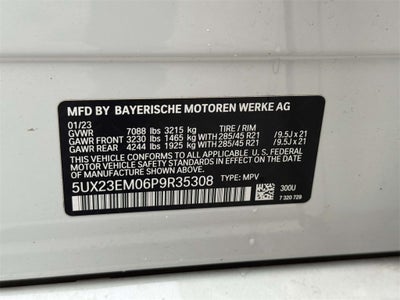 MFD BY BAYERISCHE MOTOREN WERKE AG
01/23
GVWR 7088 lbs 3215 kg TIRE / RIM
GAWR FRONT 3230 lbs 1465 kg WITH 285/45 R21 / 9.5J x 21
GAWR REAR 4244 lbs 1925 kg WITH 285/45 R21 / 9.5J x 21
THIS VEHICLE CONFORMS TO ALL APPLICABLE U.S. FEDERAL
MOTOR VEHICLE SAFETY STANDARDS IN EFFECT ON THE DATE
OF MANUFACTURE SHOWN ABOVE.
5UX23EM06P9R35308 TYPE: MPV 300U
7 320 729